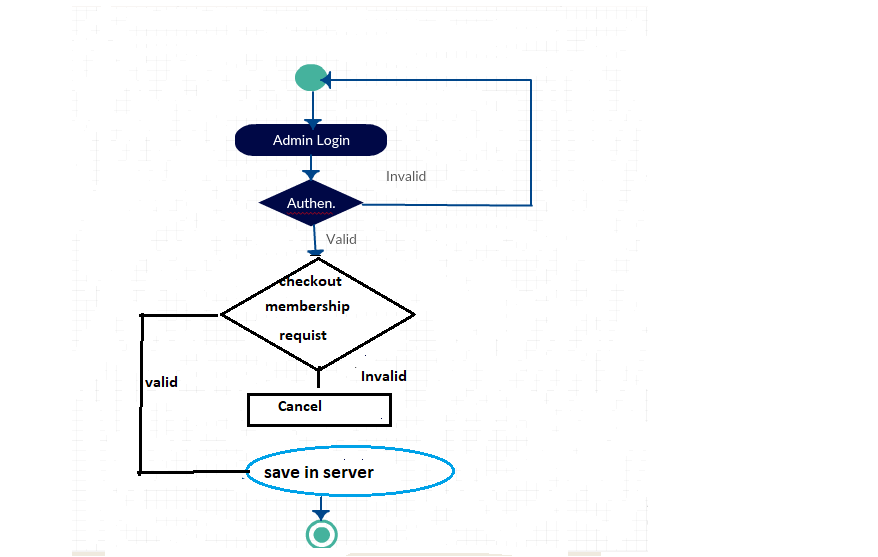 Admin Login
Invalid
Authen.
Valid
checkout
membership
requist
Invalid
valid
Cancel
save in server